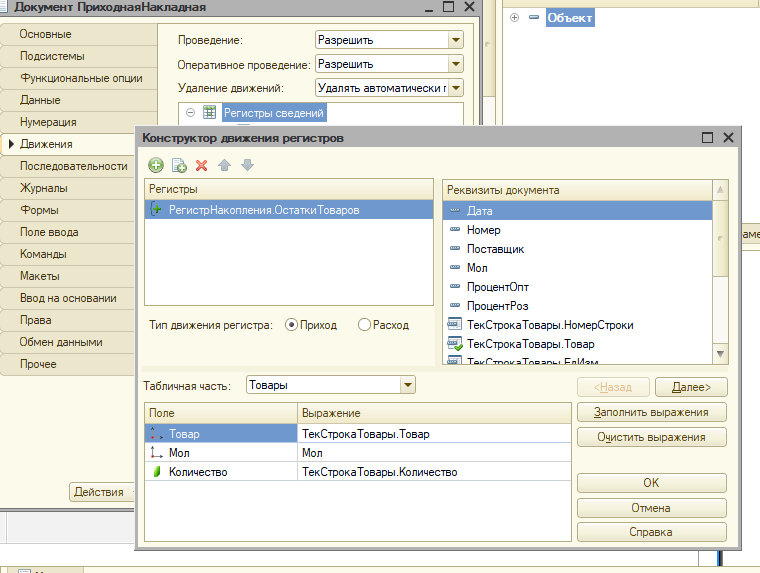 Документ ПриходнаяНакладная
Основные
Подсистемы
Функциональные опции
Данные
Нумерация
Движения
Последовательности
Журналы
Формы
Поле ввода
Команды
Макеты
Ввод на основании
Права
Обмен данными
Прочее
Проведение: Разрешить
Оперативное проведение: Разрешить
Удаление движений: Удалять автоматически
Регистры сведений
Действия
Объект
Конструктор движения регистров
Регистры
РегистрНакопления.ОстаткиТоваров
Реквизиты документа
Дата
Номер
Поставщик
Мол
ПроцентОпт
ПроцентРоз
ТекСтрокаТовары.НомерСтроки
ТекСтрокаТовары.Товар
ТекСтрокаТовары.ЕдИзм
Тип движения регистра: Приход Расход
Табличная часть: Товары
<Назад Далее>
Поле Выражение
Товар ТекСтрокаТовары.Товар
Мол Мол
Количество ТекСтрокаТовары.Количество
Заполнить выражения
Очистить выражения
OK
Отмена
Справка